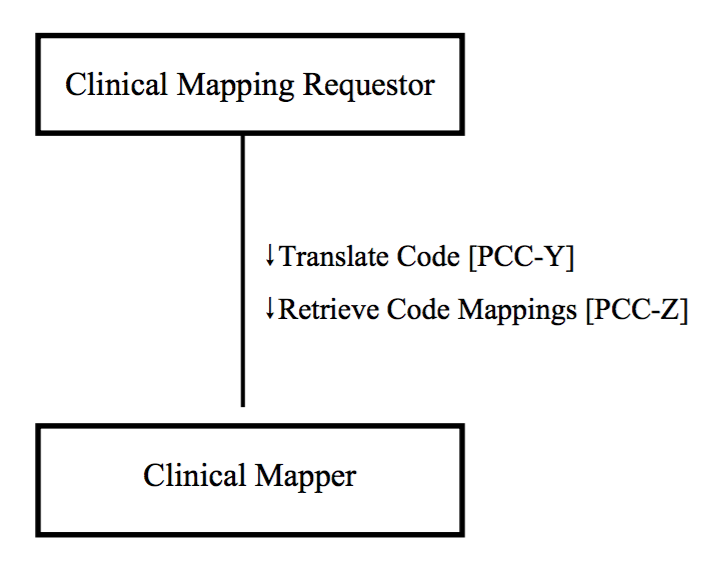 Clinical Mapping Requestor
↓Translate Code [PCC-Y]
↓Retrieve Code Mappings [PCC-Z]
Clinical Mapper